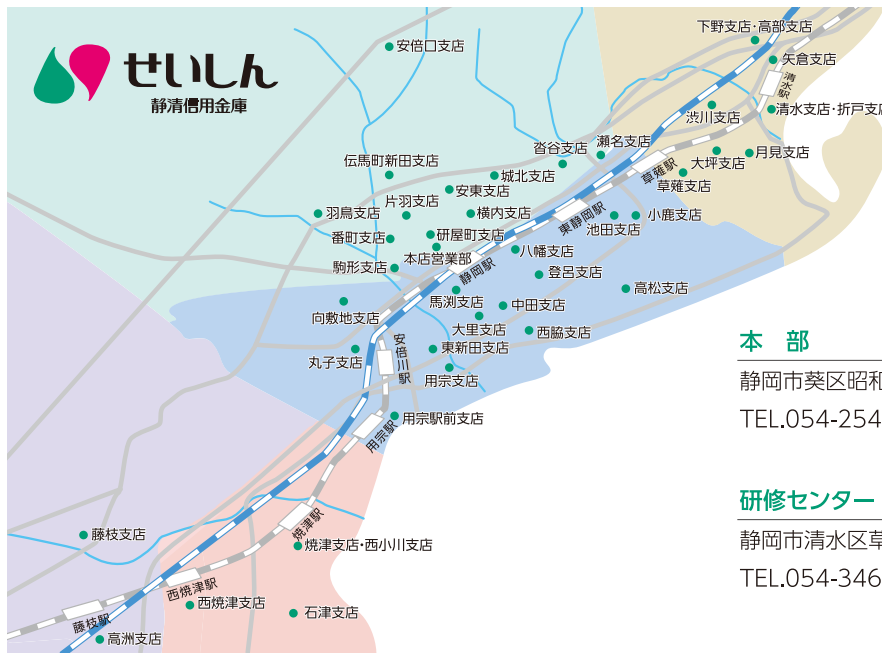 せいしん
静清信用金庫
安倍口支店
下野支店・高部支店
矢倉支店
清水駅
渋川支店
清水支店・折戸支店
沓谷支店
瀬名支店
大坪支店
月見支店
草薙駅
草薙支店
伝馬町新田支店
城北支店
安東支店
片羽支店
羽鳥支店
横内支店
東静岡駅
池田支店
小鹿支店
番町支店
研屋町支店
本店営業部
八幡支店
駒形支店
静岡駅
登呂支店
高松支店
馬渕支店
中田支店
向敷地支店
大里支店
西脇支店
丸子支店
安倍川駅
東新田支店
用宗支店
用宗駅前支店
用宗駅
焼津駅
藤枝支店
焼津支店・西小川支店
西焼津駅
西焼津支店
石津支店
藤枝駅
高洲支店
本 部
静岡市葵区昭和
TEL.054-254
研修センター
静岡市清水区草
TEL.054-346